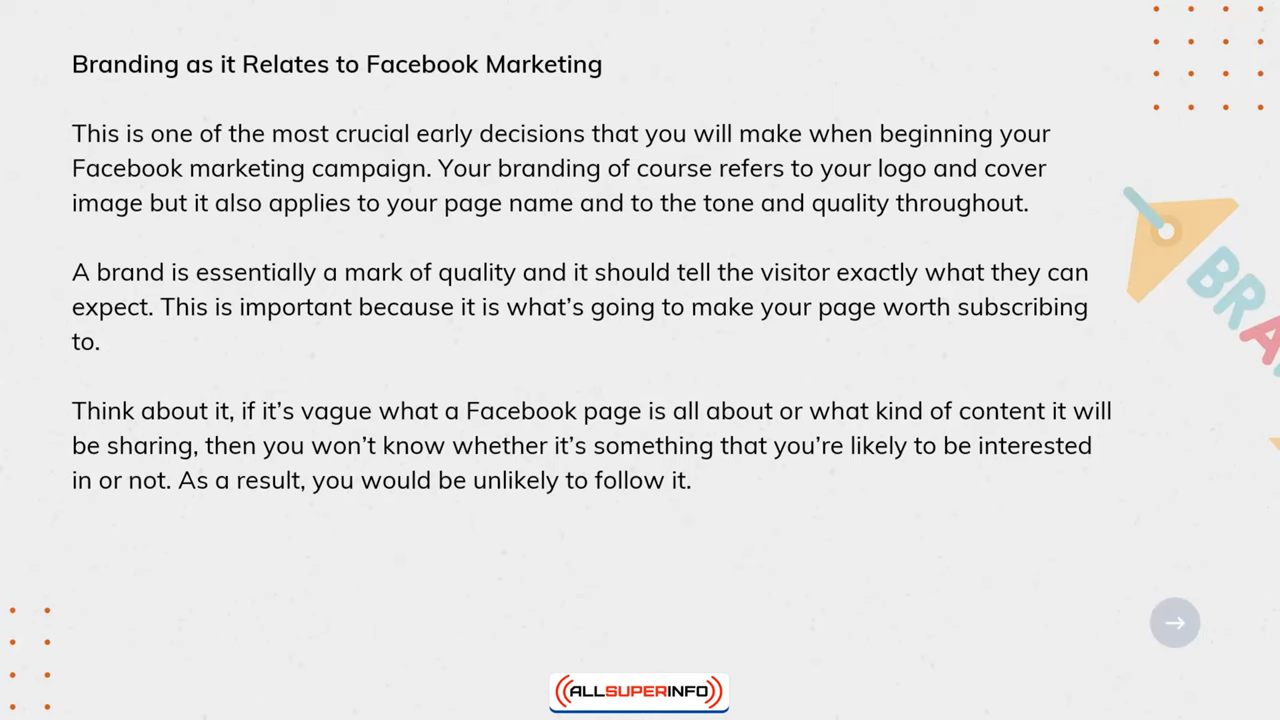 Branding as it Relates to Facebook Marketing
This is one of the most crucial early decisions that you will make when beginning your
Facebook marketing campaign. Your branding of course refers to your logo and cover
image but it also applies to your page name and to the tone and quality throughout.
A brand is essentially a mark of quality and it should tell the visitor exactly what they can
expect. This is important because it is what’s going to make your page worth subscribing
to.
Think about it, if it’s vague what a Facebook page is all about or what kind of content it will
be sharing, then you won’t know whether it’s something that you’re likely to be interested
in or not. As a result, you would be unlikely to follow it.
BRA
ALLSUPERINFO